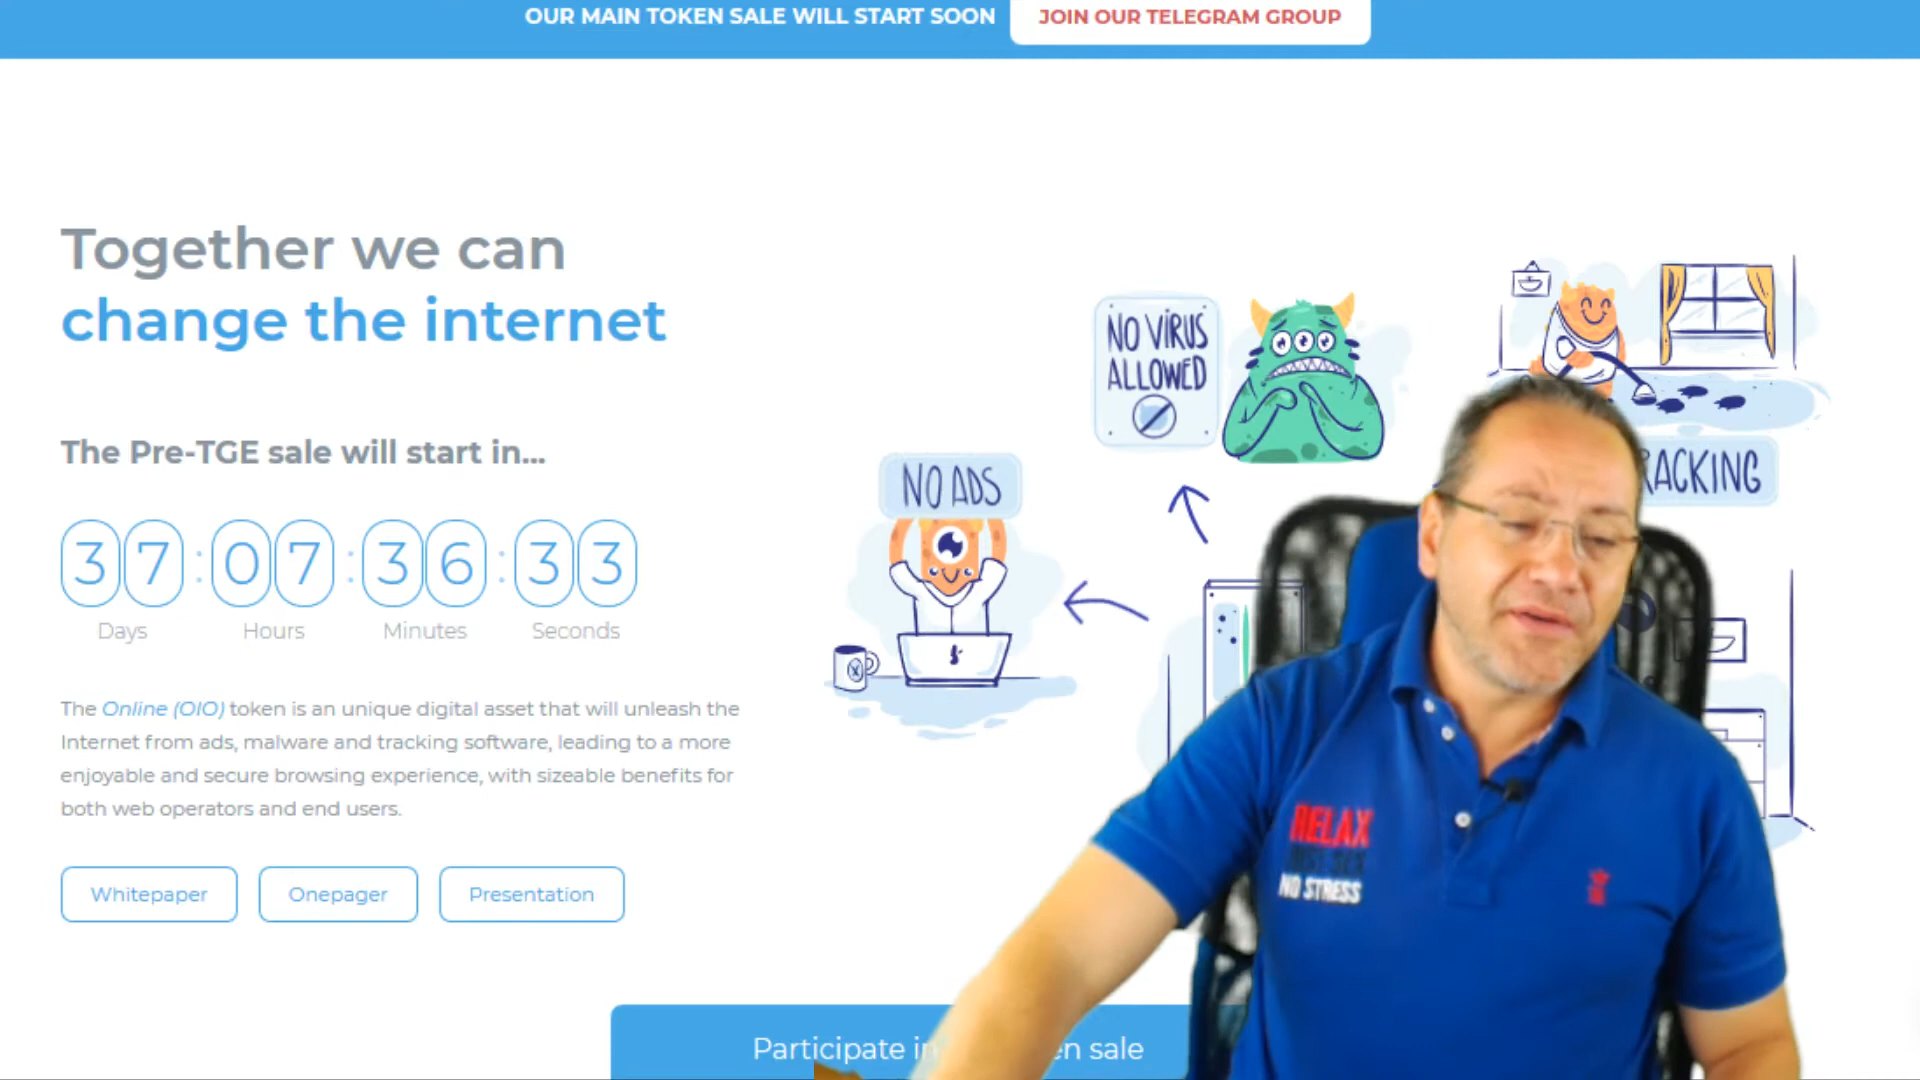 OUR MAIN TOKEN SALE WILL START SOON
JOIN OUR TELEGRAM GROUP
Together we can
change the internet
The Pre-TGE sale will start in...
37 : 07 : 36 : 33
Days Hours Minutes Seconds
The Online (OIO) token is an unique digital asset that will unleash the
Internet from ads, malware and tracking software, leading to a more
enjoyable and secure browsing experience, with sizeable benefits for
both web operators and end users.
Whitepaper
Onepager
Presentation
NO VIRUS
ALLOWED
NO ADS
RACKING
RELAX
NO STRESS
Participate in
en sale